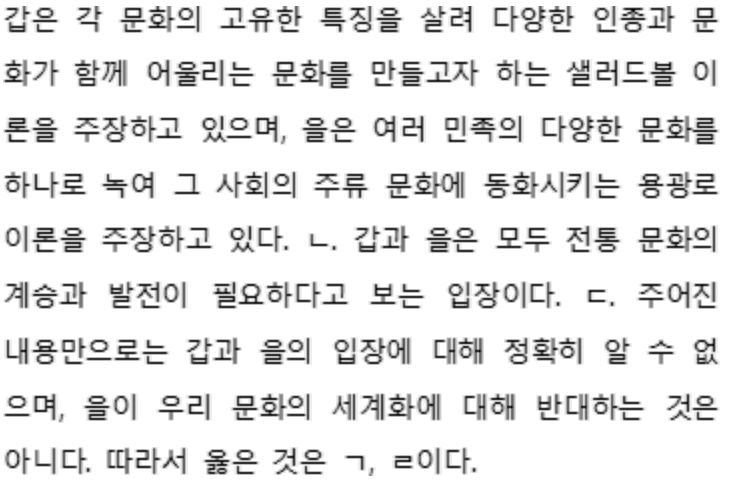 갑은 각 문화의 고유한 특징을 살려 다양한 인종과 문
화가 함께 어울리는 문화를 만들고자 하는 샐러드볼 이
론을 주장하고 있으며, 을은 여러 민족의 다양한 문화를
하나로 녹여 그 사회의 주류 문화에 동화시키는 용광로
이론을 주장하고 있다. ㄴ. 갑과 을은 모두 전통 문화의
계승과 발전이 필요하다고 보는 입장이다. ㄷ. 주어진
내용만으로는 갑과 을의 입장에 대해 정확히 알 수 없
으며, 을이 우리 문화의 세계화에 대해 반대하는 것은
아니다. 따라서 옳은 것은 ㄱ, ㄹ이다.